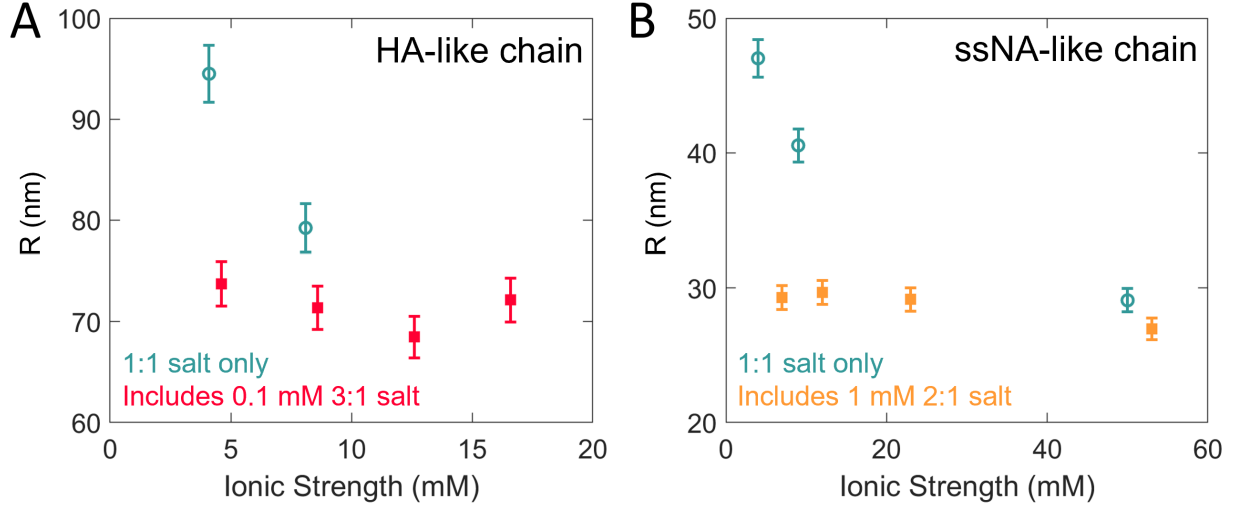 A
HA-like chain
100
90
80
70
60
R (nm)
1:1 salt only
Includes 0.1 mM 3:1 salt
0 5 10 15 20
Ionic Strength (mM)
B
ssNA-like chain
50
40
30
20
R (nm)
1:1 salt only
Includes 1 mM 2:1 salt
0 20 40 60
Ionic Strength (mM)